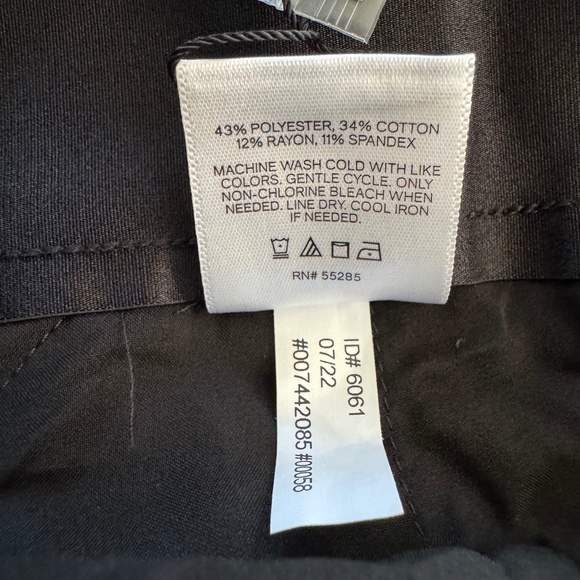 43% POLYESTER, 34% COTTON
12% RAYON, 11% SPANDEX
MACHINE WASH COLD WITH LIKE
COLORS. GENTLE CYCLE. ONLY
NON-CHLORINE BLEACH WHEN
NEEDED. LINE DRY. COOL IRON
IF NEEDED.
RN# 55285
ID# 6061
07/22
#007442085 #00058